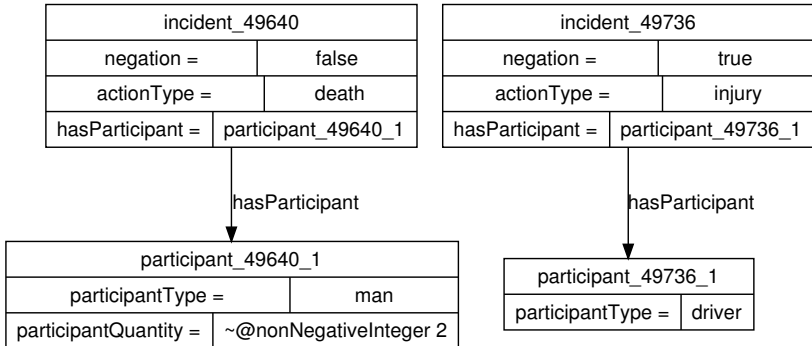 incident_49640
negation = false
actionType = death
hasParticipant = participant_49640_1
hasParticipant
participant_49640_1
participantType = man
participantQuantity = ~@nonNegativeInteger 2
incident_49736
negation = true
actionType = injury
hasParticipant = participant_49736_1
hasParticipant
participant_49736_1
participantType = driver